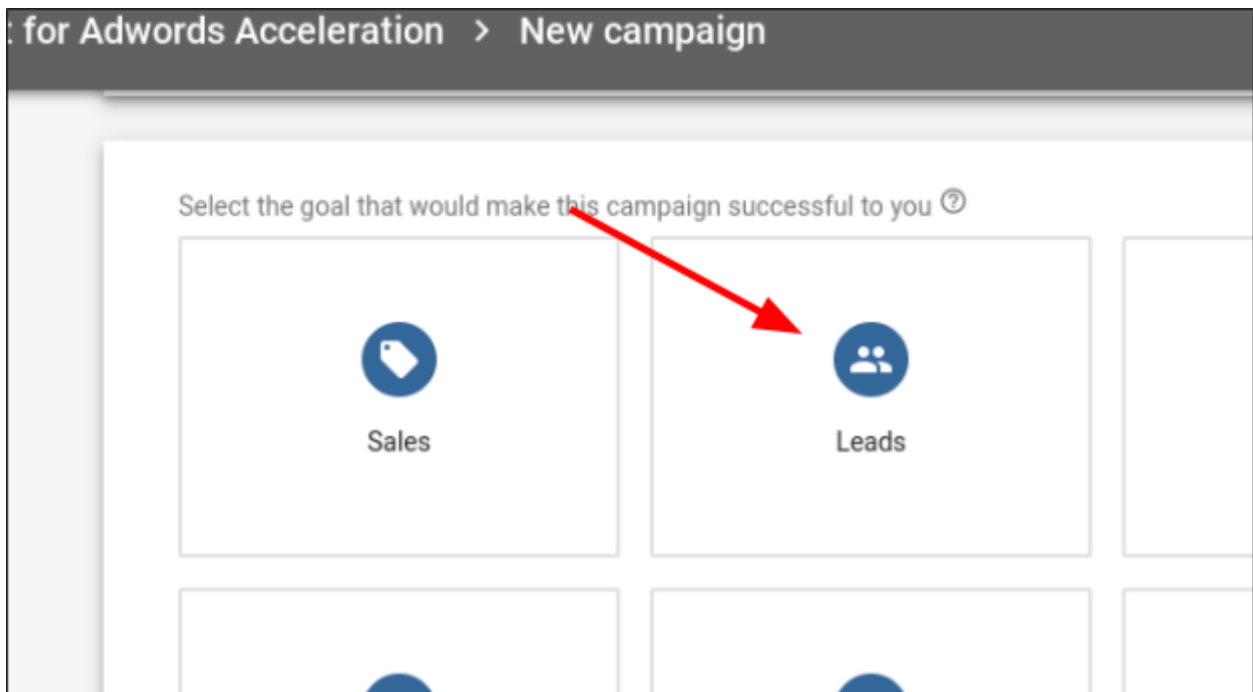 : for Adwords Acceleration > New campaign
Select the goal that would make this campaign successful to you ?
Sales
Leads